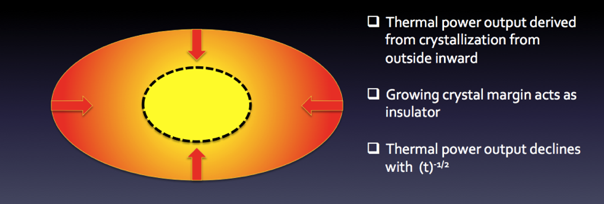 ❑ Thermal power output derived
from crystallization from
outside inward
❑ Growing crystal margin acts as
insulator
❑ Thermal power output declines
with (t)⁻¹/²